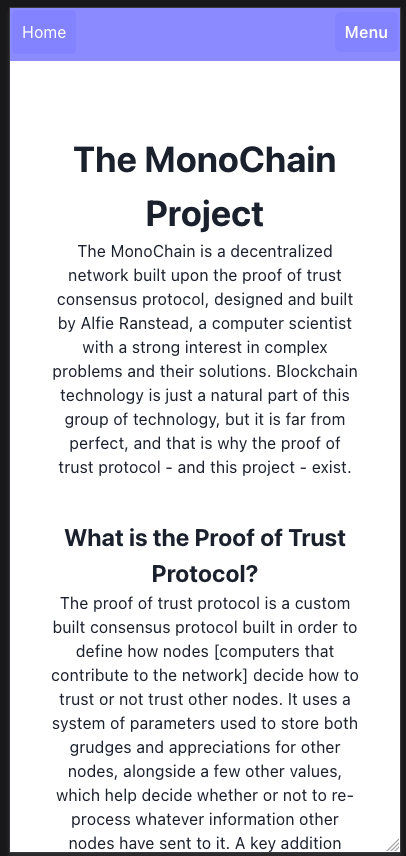 Home
Menu
The MonoChain
Project
The MonoChain is a decentralized
network built upon the proof of trust
consensus protocol, designed and built
by Alfie Ranstead, a computer scientist
with a strong interest in complex
problems and their solutions. Blockchain
technology is just a natural part of this
group of technology, but it is far from
perfect, and that is why the proof of
trust protocol - and this project - exist.
What is the Proof of Trust
Protocol?
The proof of trust protocol is a custom
built consensus protocol built in order to
define how nodes [computers that
contribute to the network] decide how to
trust or not trust other nodes. It uses a
system of parameters used to store both
grudges and appreciations for other
nodes, alongside a few other values,
which help decide whether or not to re-
process whatever information other
nodes have sent to it. A key addition